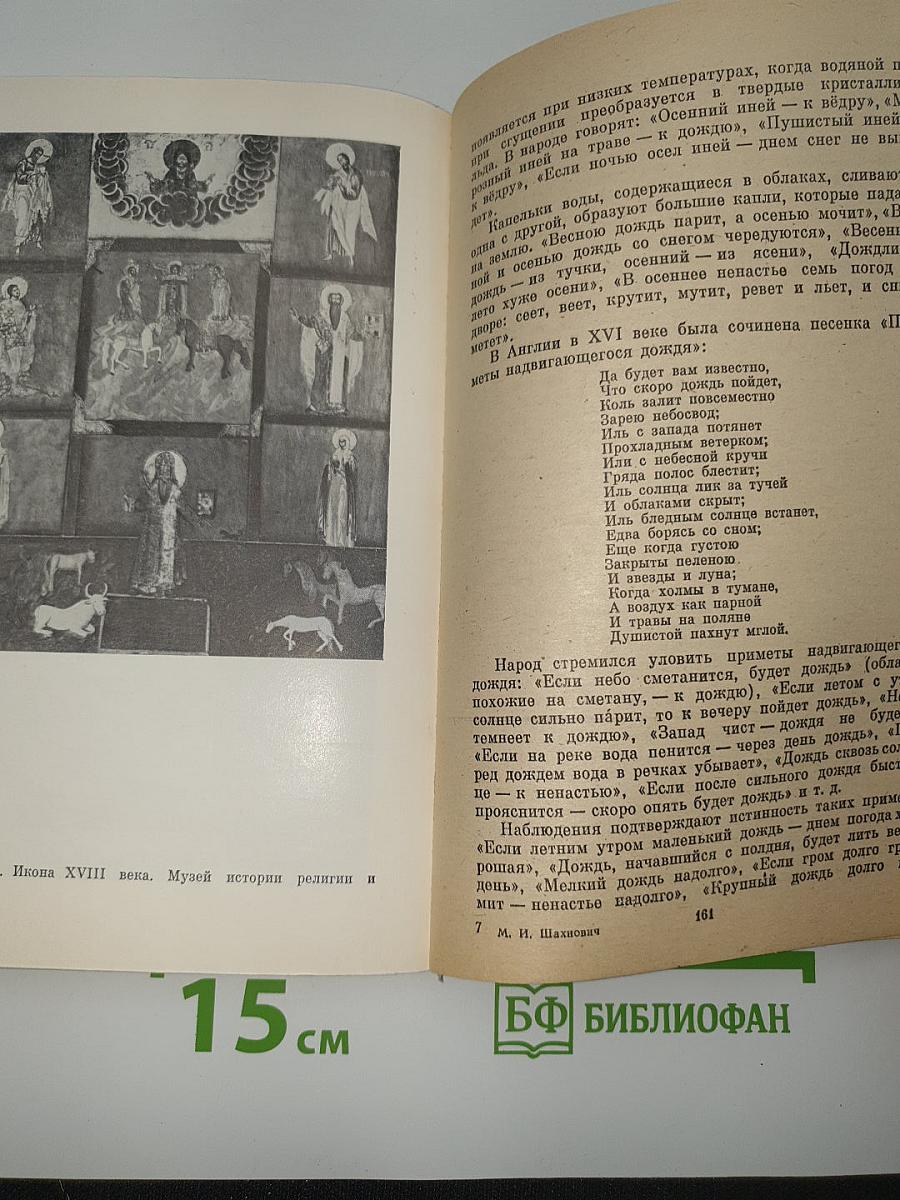 . Икона XVIII века. Музей истории религии и
появляется при низких температурах, когда водяной п
при сгущении преобразуется в твердые кристалли
льда. В народе говорят: «Осенний иней — к вёдру», «М
розный иней на траве — к дождю», «Пушистый иней
к вёдру», «Если ночью осел иней — днем снег не вы
дет».
Капельки воды, содержащиеся в облаках, сливают
одна с другой, образуют большие капли, которые пада
на землю. «Весною дождь парит, а осенью мочит», «В
ной и осенью дождь со снегом чередуются», «Весен
дождь — из тучки, осенний — из ясени», «Дождли
лето хуже осени», «В осеннее ненастье семь погод
дворе: сеет, веет, крутит, мутит, ревет и льет, и сн
метет».
В Англии в XVI веке была сочинена песенка «П
меты надвигающегося дождя»:
Да будет вам известно,
Что скоро дождь пойдет,
Коль залит повсеместно
Зарею небосвод;
Иль с запада потянет
Прохладным ветерком;
Или с небесной кручи
Гряда полос блестит;
Иль солнца лик за тучей
И облаками скрыт;
Иль бледным солнце встанет,
Едва борясь со сном;
Еще когда густою
Закрыты пеленою
И звезды и луна;
Когда холмы в тумане,
А воздух как парной
И травы на поляне
Душистой пахнут мглой.
Народ стремился уловить приметы надвигающег
дождя: «Если небо сметанится, будет дождь» (обла
похожие на сметану, — к дождю), «Если летом с у
солнце сильно па́рит, то к вечеру пойдет дождь», «Не
темнеет к дождю», «Запад чист — дождя не буде
«Если на реке вода пенится — через день дождь», «П
ред дождем вода в речках убывает», «Дождь сквозь сол
це — к ненастью», «Если после сильного дождя быст
прояснится — скоро опять будет дождь» и т. д.
Наблюдения подтверждают истинность таких приме
«Если летним утром маленький дождь — днем погода х
рошая», «Дождь, начавшийся с полдня, будет лить ве
день», «Мелкий дождь надолго», «Если гром долго гр
мит — ненастье надолго», «Крупный дождь долго
7 М. И. Шахнович
161
15 см
БФ БИБЛИОФАН